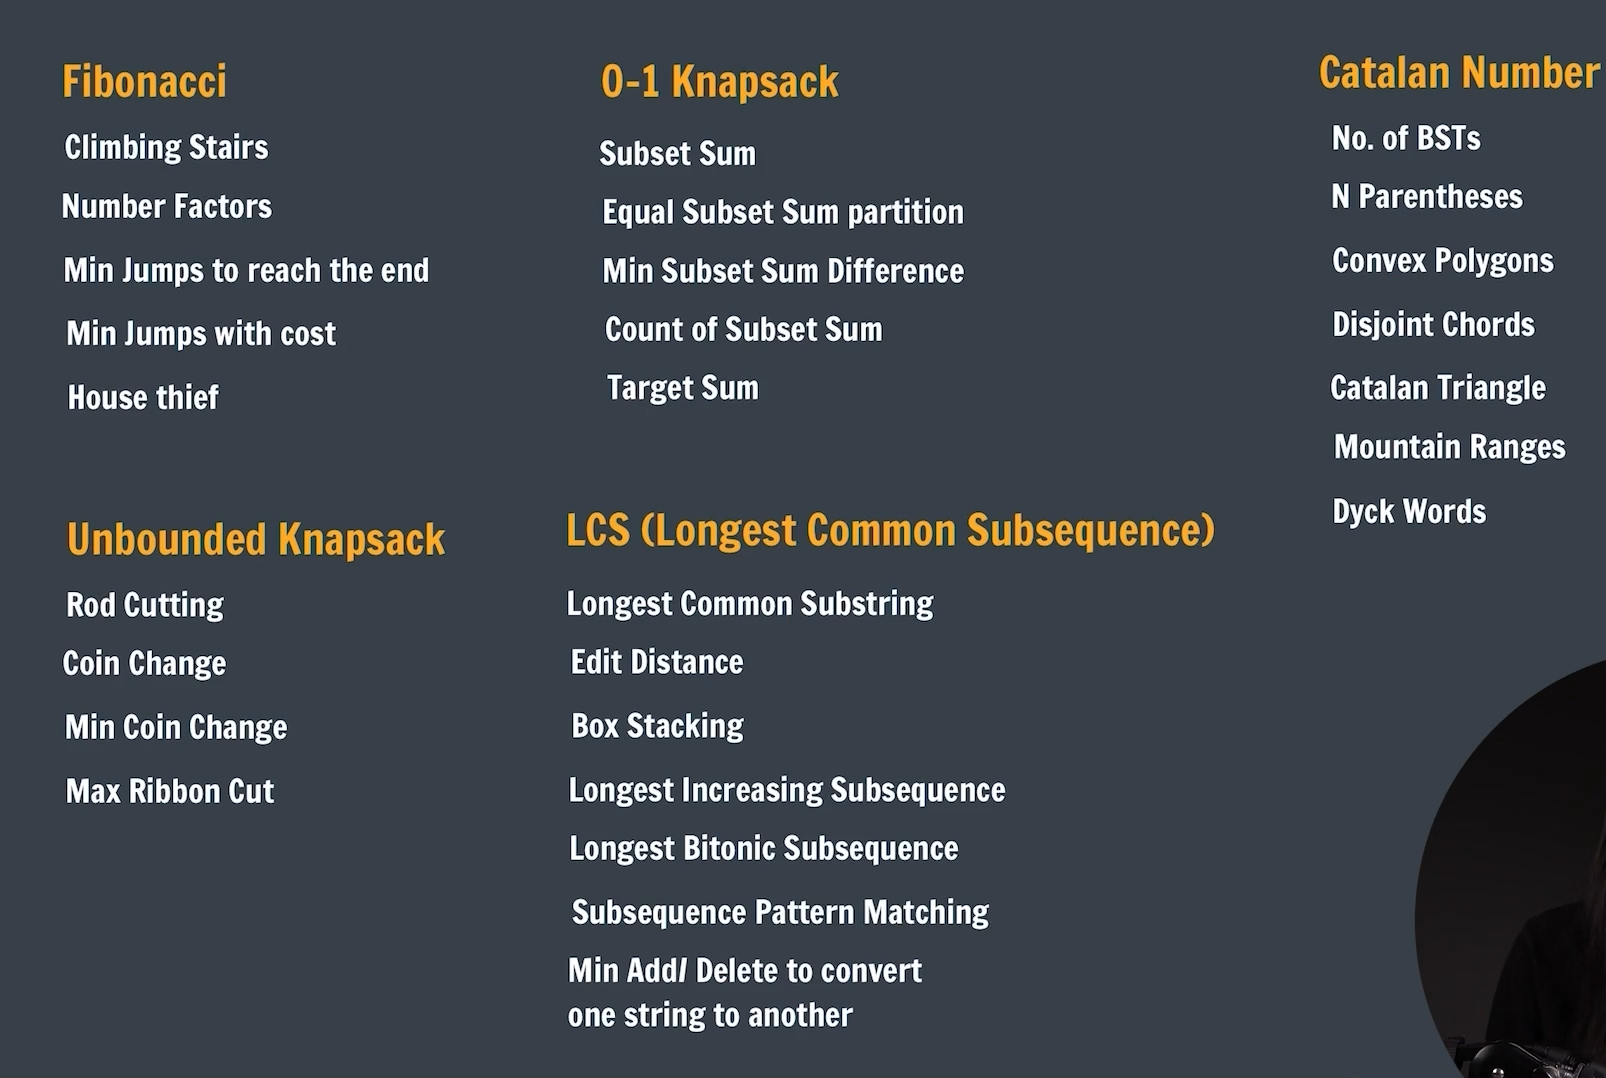 Fibonacci
Climbing Stairs
Number Factors
Min Jumps to reach the end
Min Jumps with cost
House thief
0-1 Knapsack
Subset Sum
Equal Subset Sum partition
Min Subset Sum Difference
Count of Subset Sum
Target Sum
Catalan Number
No. of BSTs
N Parentheses
Convex Polygons
Disjoint Chords
Catalan Triangle
Mountain Ranges
Dyck Words
Unbounded Knapsack
Rod Cutting
Coin Change
Min Coin Change
Max Ribbon Cut
LCS (Longest Common Subsequence)
Longest Common Substring
Edit Distance
Box Stacking
Longest Increasing Subsequence
Longest Bitonic Subsequence
Subsequence Pattern Matching
Min Add/ Delete to convert
one string to another